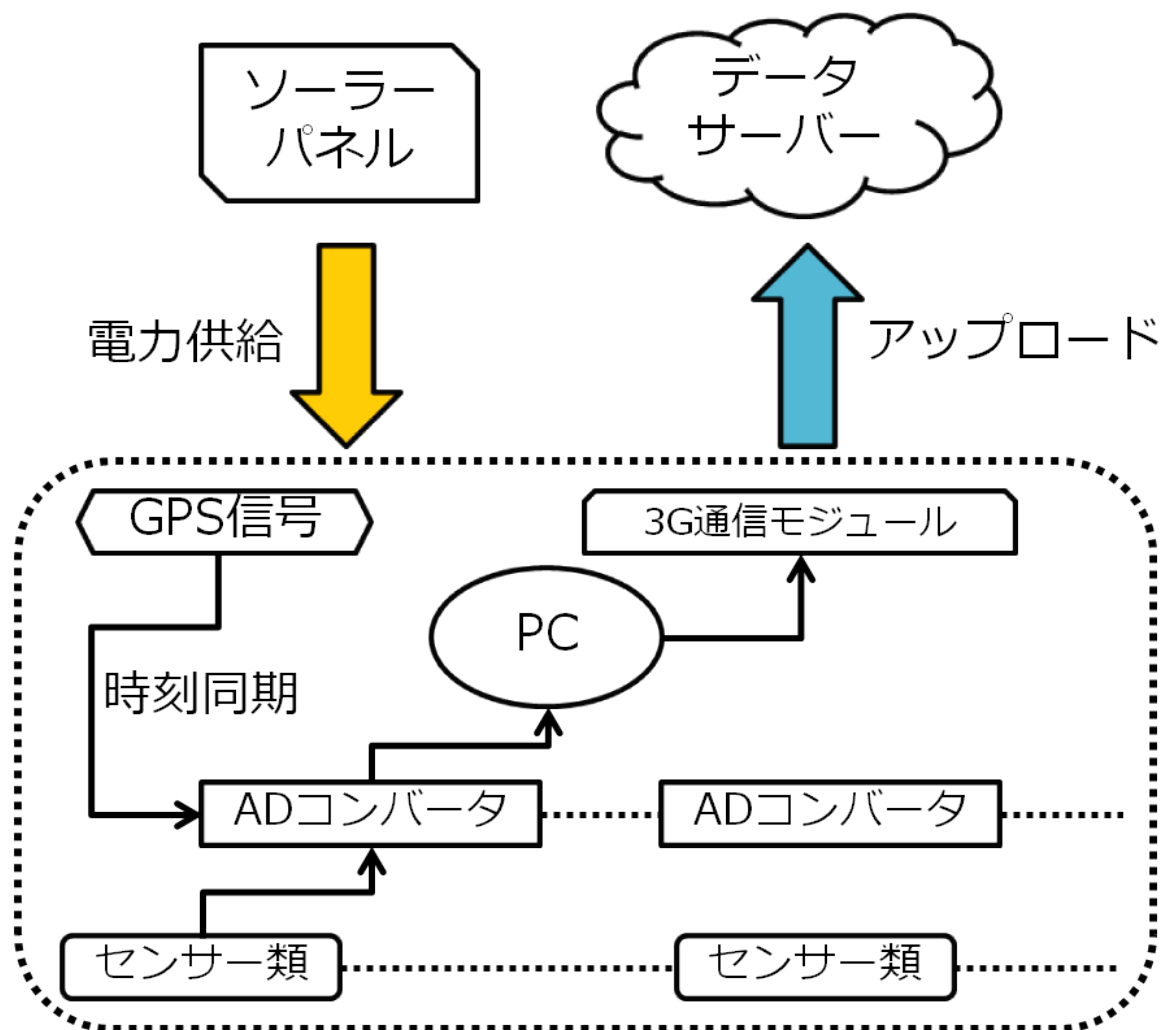 ソーラー
パネル
データ
サーバー
電力供給
アップロード
GPS信号
3G通信モジュール
PC
時刻同期
ADコンバータ
ADコンバータ
センサー類
センサー類